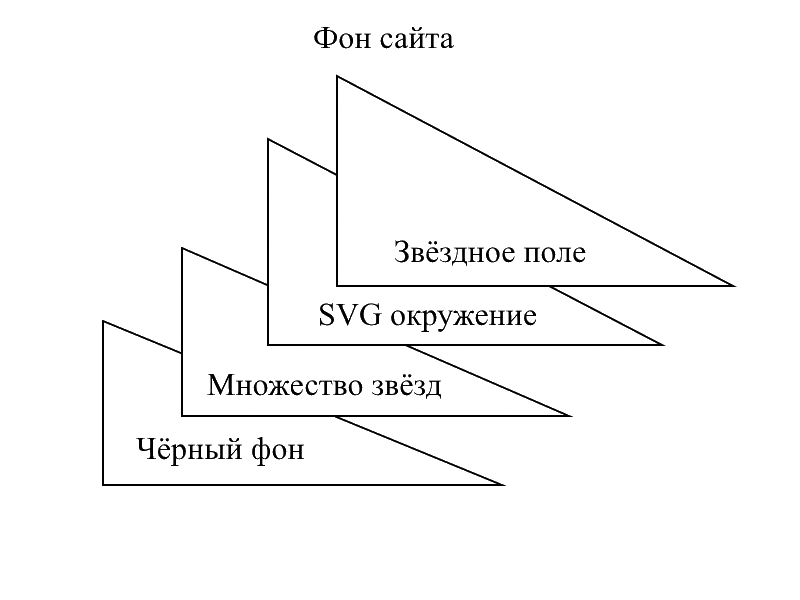 Фон сайта
Звёздное поле
SVG окружение
Множество звёзд
Чёрный фон